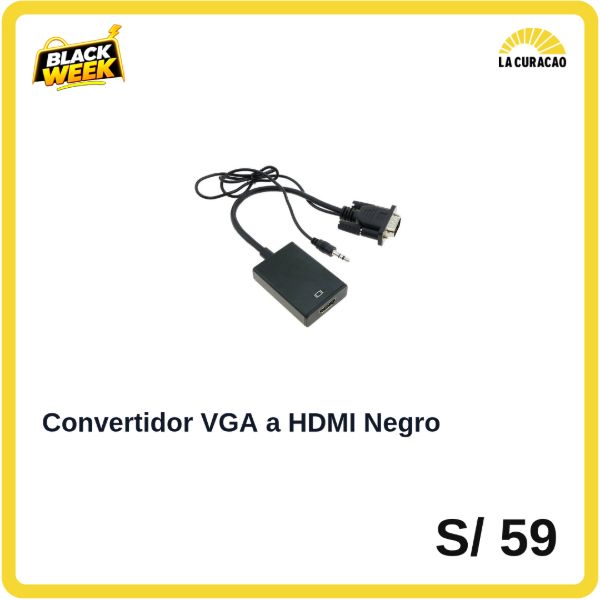 BLACK
WEEK
LA CURACAO
Convertidor VGA a HDMI Negro
S/ 59